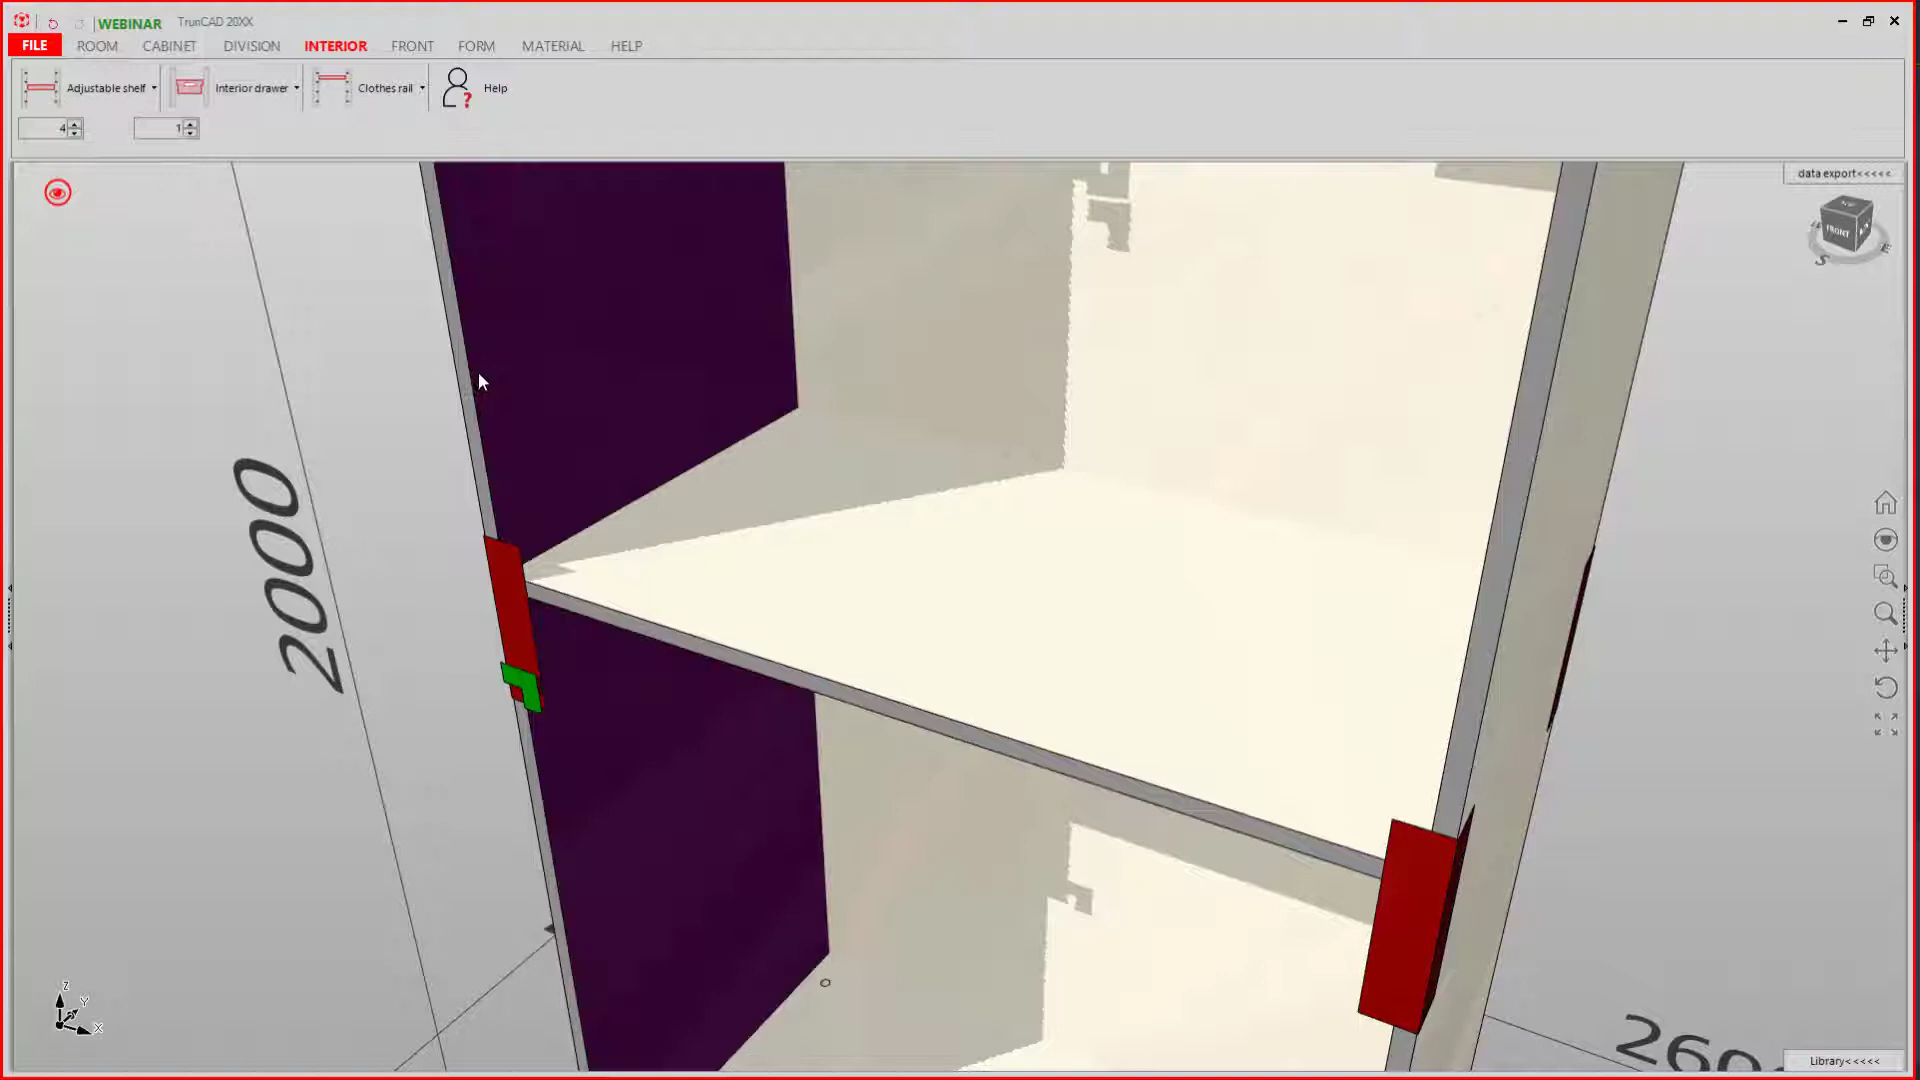 WEBINAR TrunCAD 20XX
FILE ROOM CABINET DIVISION INTERIOR FRONT FORM MATERIAL HELP
Adjustable shelf Interior drawer Clothes rail Help
4 1
data export<<<<<
FRONT
S E
2000
260
Z
Y
X
Library<<<<<